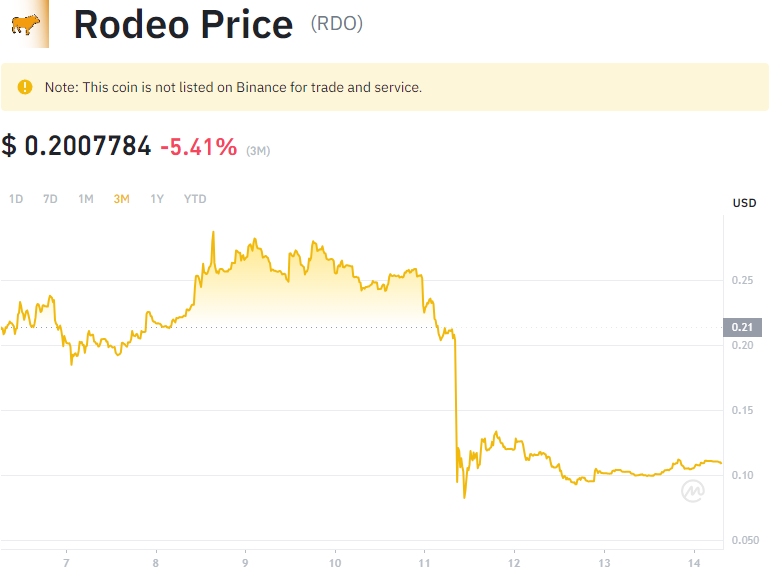 Rodeo Price (RDO)
Note: This coin is not listed on Binance for trade and service.
$ 0.2007784 -5.41% (3M)
1D 7D 1M 3M 1Y YTD
USD
0.25
0.21
0.20
0.15
0.10
0.050
7 8 9 10 11 12 13 14